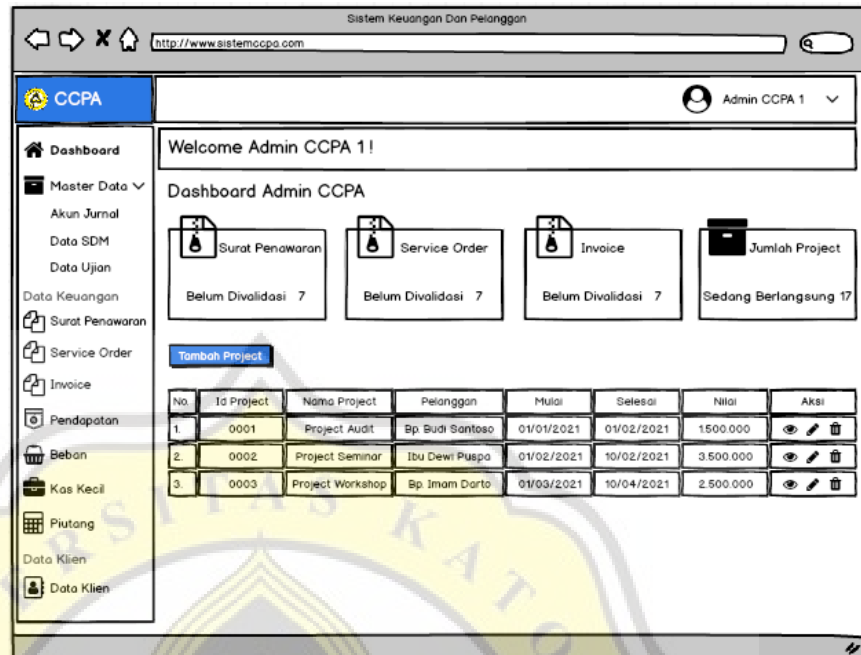 Sistem Keuangan Dan Pelanggan
http://www.sistemccpa.com
CCPA
Admin CCPA 1
Dashboard
Master Data
Akun Jurnal
Data SDM
Data Ujian
Data Keuangan
Surat Penawaran
Service Order
Invoice
Pendapatan
Beban
Kas Kecil
Piutang
Data Klien
Data Klien
Welcome Admin CCPA 1!
Dashboard Admin CCPA
Surat Penawaran
Belum Divalidasi 7
Service Order
Belum Divalidasi 7
Invoice
Belum Divalidasi 7
Jumlah Project
Sedang Berlangsung 17
Tambah Project
No. Id Project Nama Project Pelanggan Mulai Selesai Nilai Aksi
1. 0001 Project Audit Bp. Budi Santoso 01/01/2021 01/02/2021 1.500.000
2. 0002 Project Seminar Ibu Dewi Puspa 01/02/2021 10/02/2021 3.500.000
3. 0003 Project Workshop Bp. Imam Darto 01/03/2021 10/04/2021 2.500.000
ERSITAS KATO